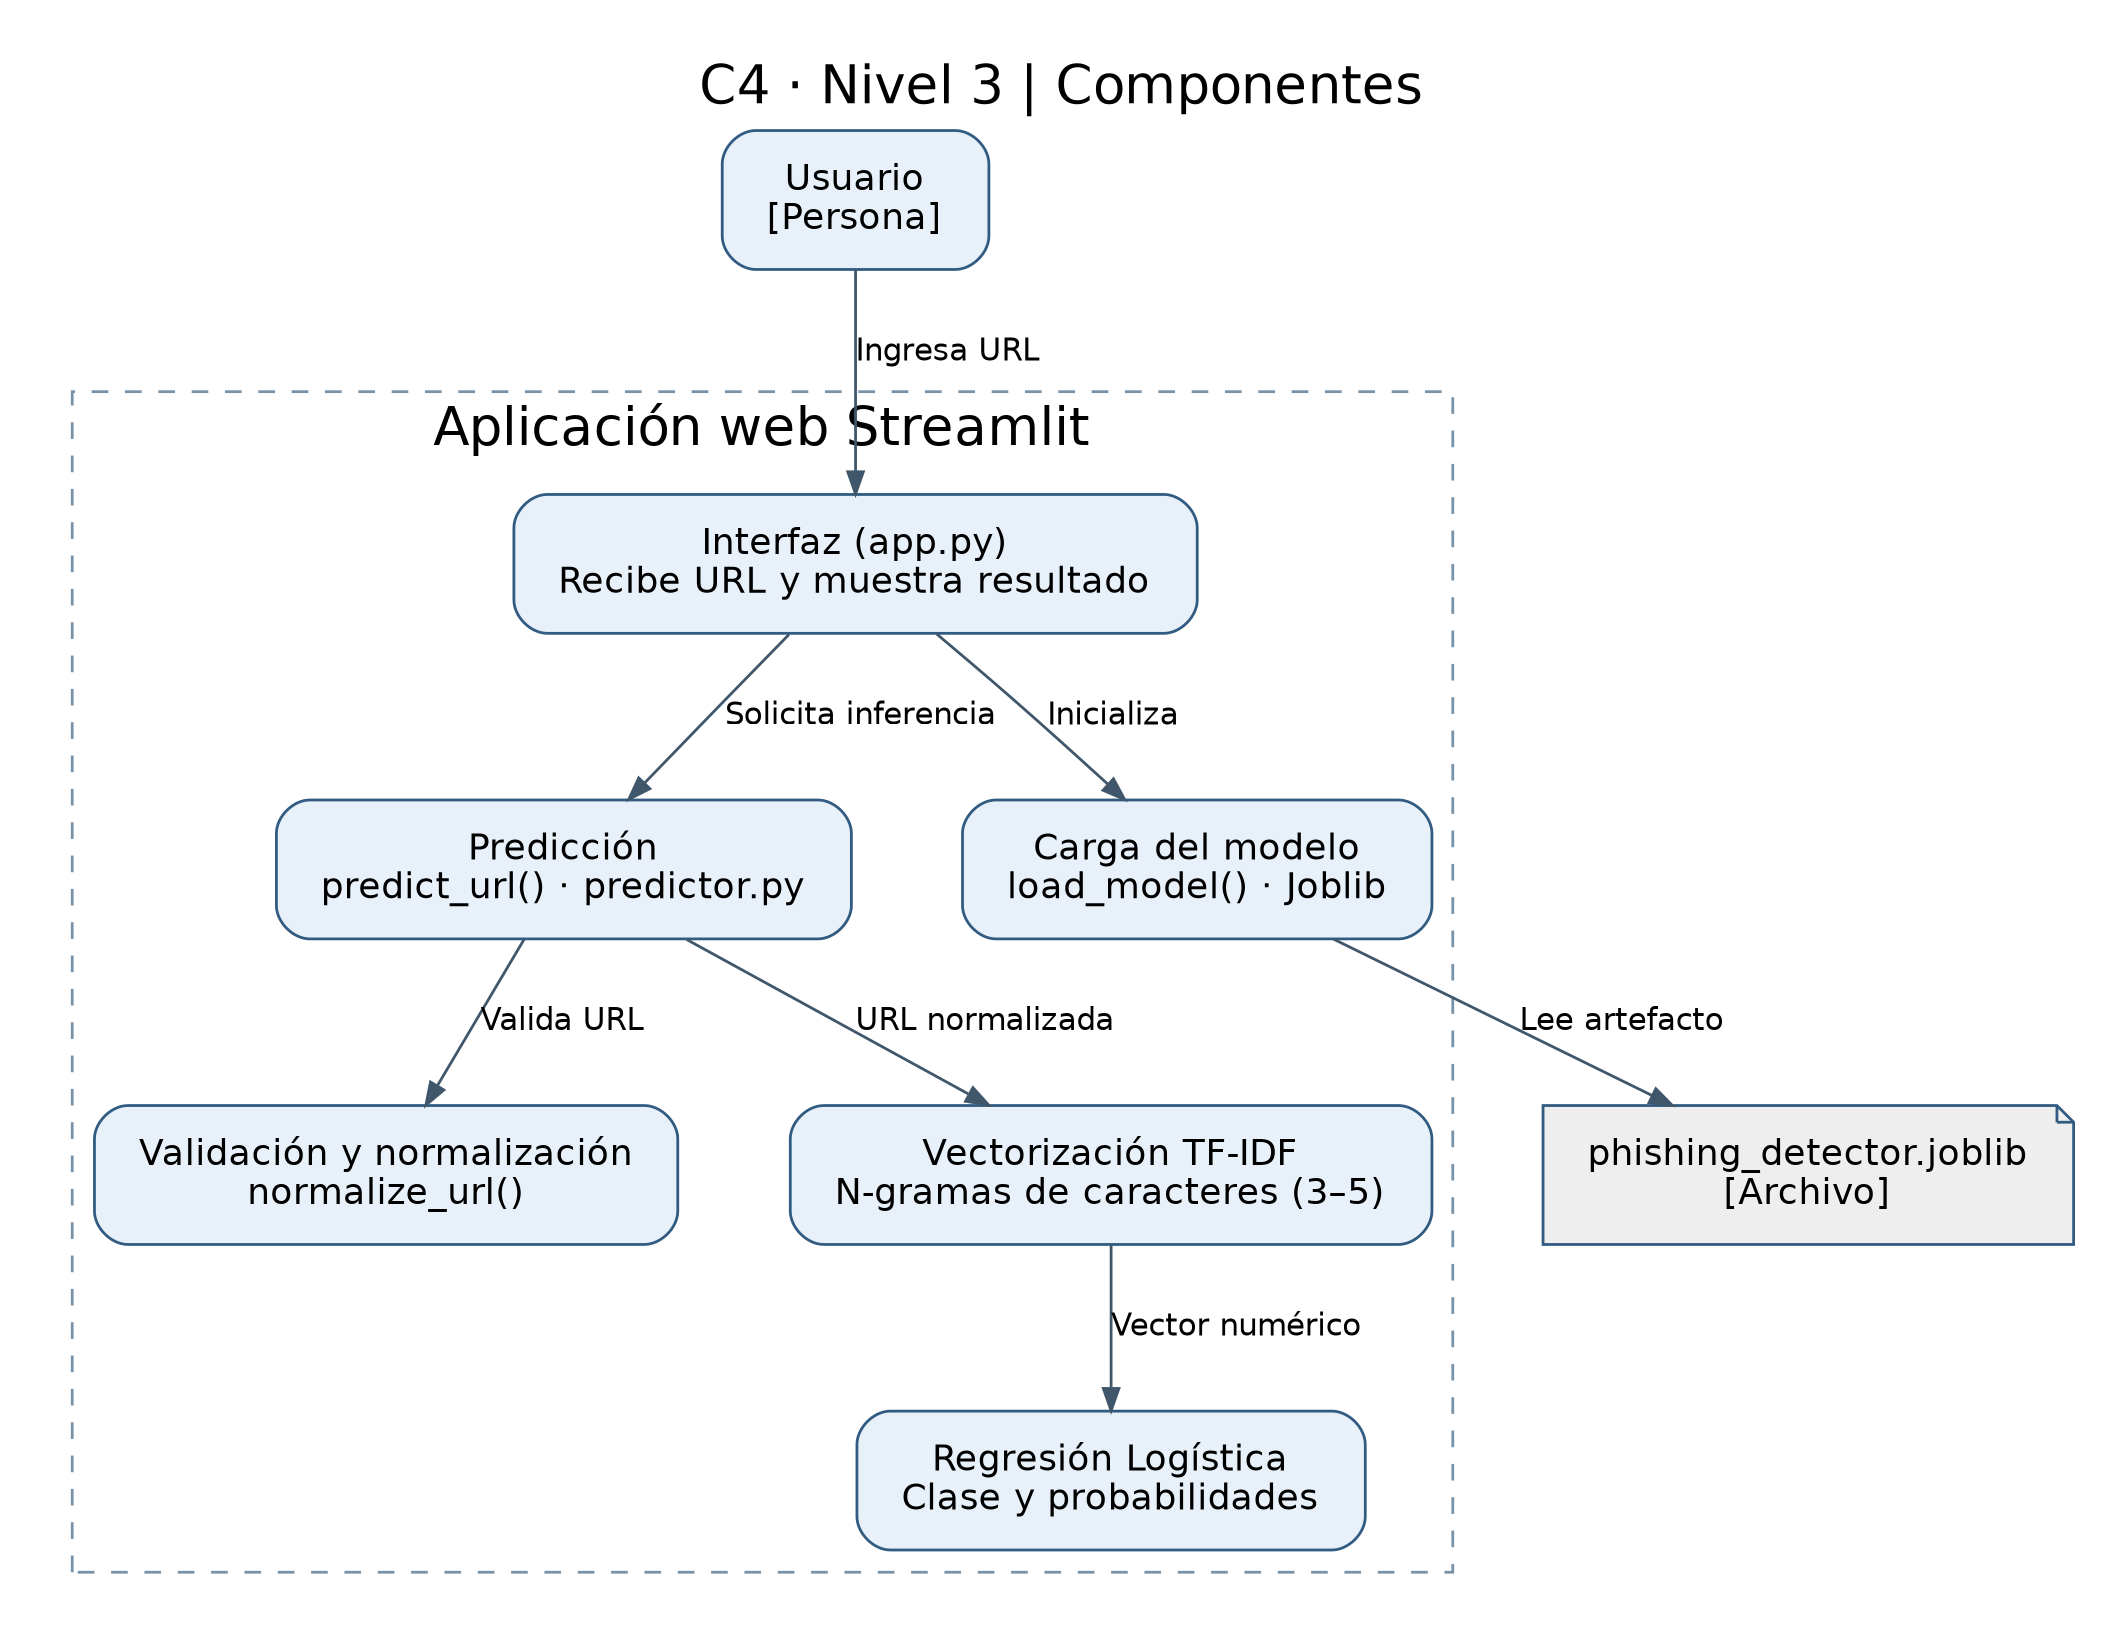 C4 · Nivel 3 | Componentes
Usuario
[Persona]
Ingresa URL
Aplicación web Streamlit
Interfaz (app.py)
Recibe URL y muestra resultado
Solicita inferencia
Inicializa
Predicción
predict_url() · predictor.py
Carga del modelo
load_model() · Joblib
Valida URL
URL normalizada
Lee artefacto
Validación y normalización
normalize_url()
Vectorización TF-IDF
N-gramas de caracteres (3–5)
phishing_detector.joblib
[Archivo]
Vector numérico
Regresión Logística
Clase y probabilidades